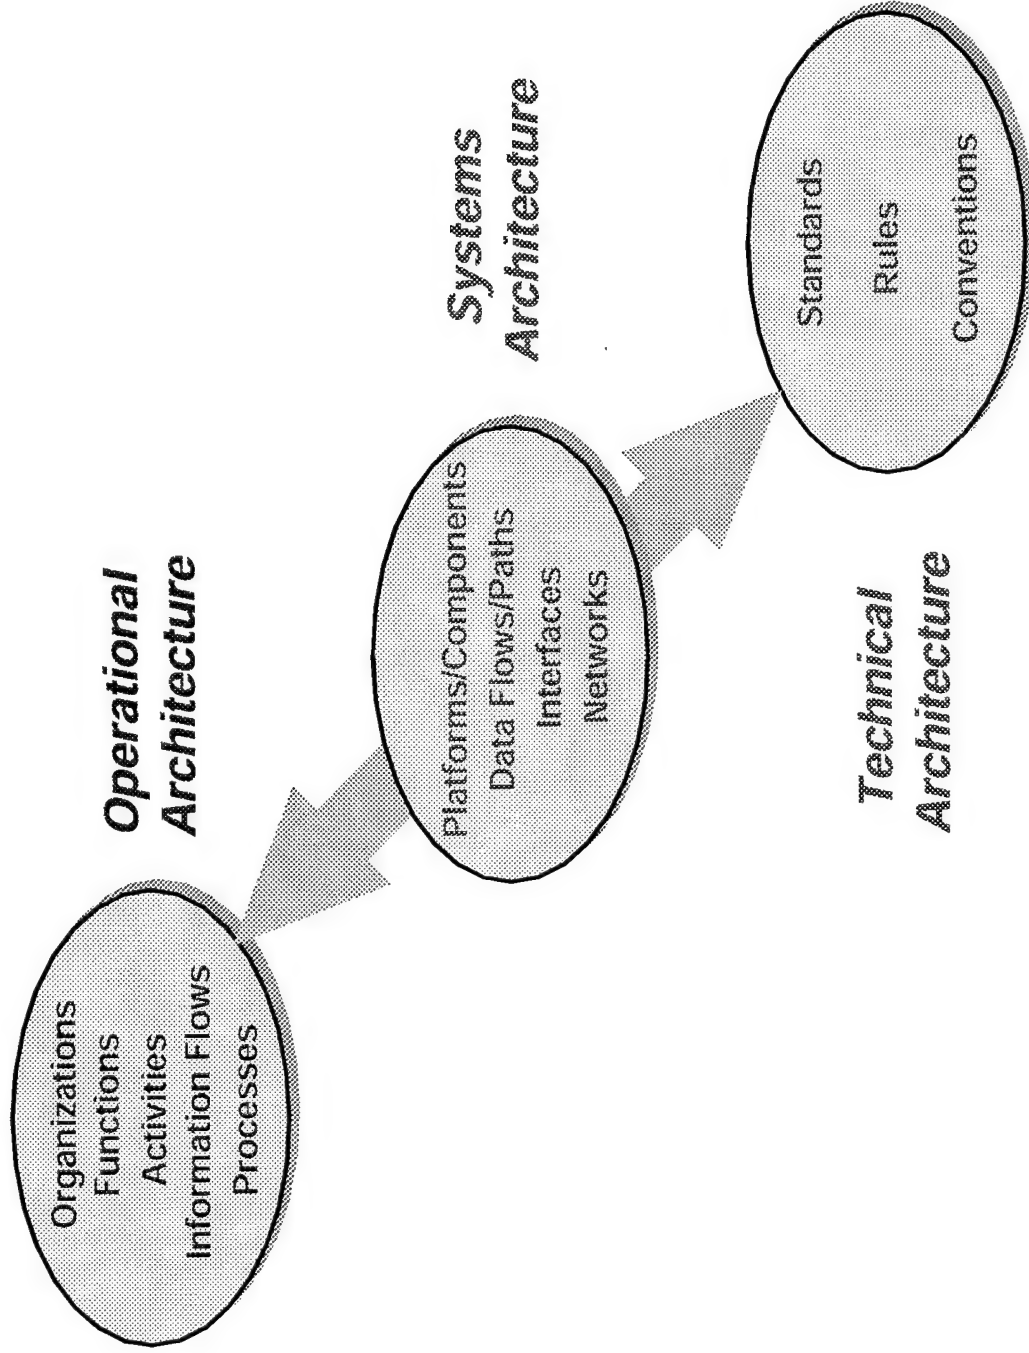 Operational
Architecture
Organizations
Functions
Activities
Information Flows
Processes
Systems
Architecture
Platforms/Components
Data Flows/Paths
Interfaces
Networks
Technical
Architecture
Standards
Rules
Conventions